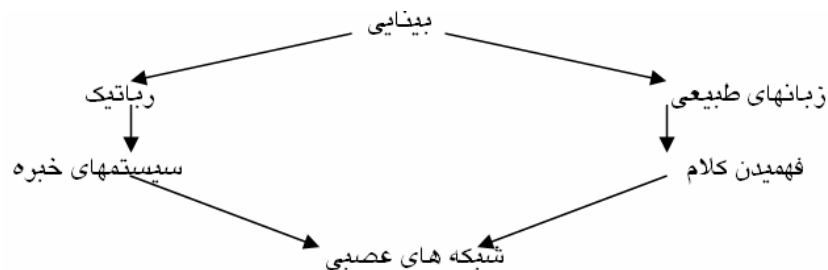 بینایی
زبانهای طبیعی
رباتیک
فهمیدن کلام
سیستمهای خبره
شبکه های عصبی